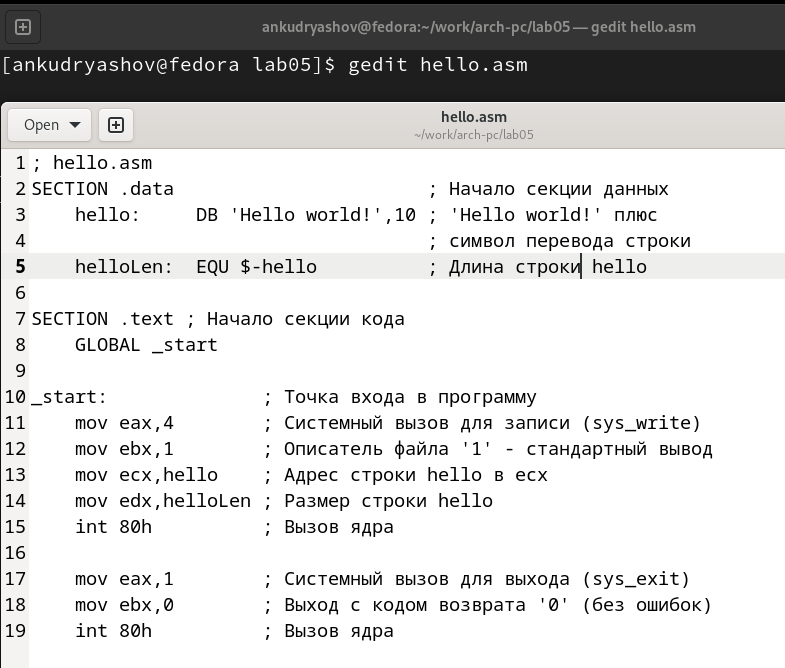 ankudryashov@fedora:~/work/arch-pc/lab05 — gedit hello.asm
[ankudryashov@fedora lab05]$ gedit hello.asm
Open
hello.asm
~/work/arch-pc/lab05
1 ; hello.asm
2 SECTION .data                       ; Начало секции данных
3     hello:     DB 'Hello world!',10 ; 'Hello world!' плюс
4                                     ; символ перевода строки
5     helloLen:  EQU $-hello          ; Длина строки hello
6
7 SECTION .text ; Начало секции кода
8     GLOBAL _start
9
10 _start:              ; Точка входа в программу
11     mov eax,4        ; Системный вызов для записи (sys_write)
12     mov ebx,1        ; Описатель файла '1' - стандартный вывод
13     mov ecx,hello    ; Адрес строки hello в ecx
14     mov edx,helloLen ; Размер строки hello
15     int 80h          ; Вызов ядра
16
17     mov eax,1        ; Системный вызов для выхода (sys_exit)
18     mov ebx,0        ; Выход с кодом возврата '0' (без ошибок)
19     int 80h          ; Вызов ядра